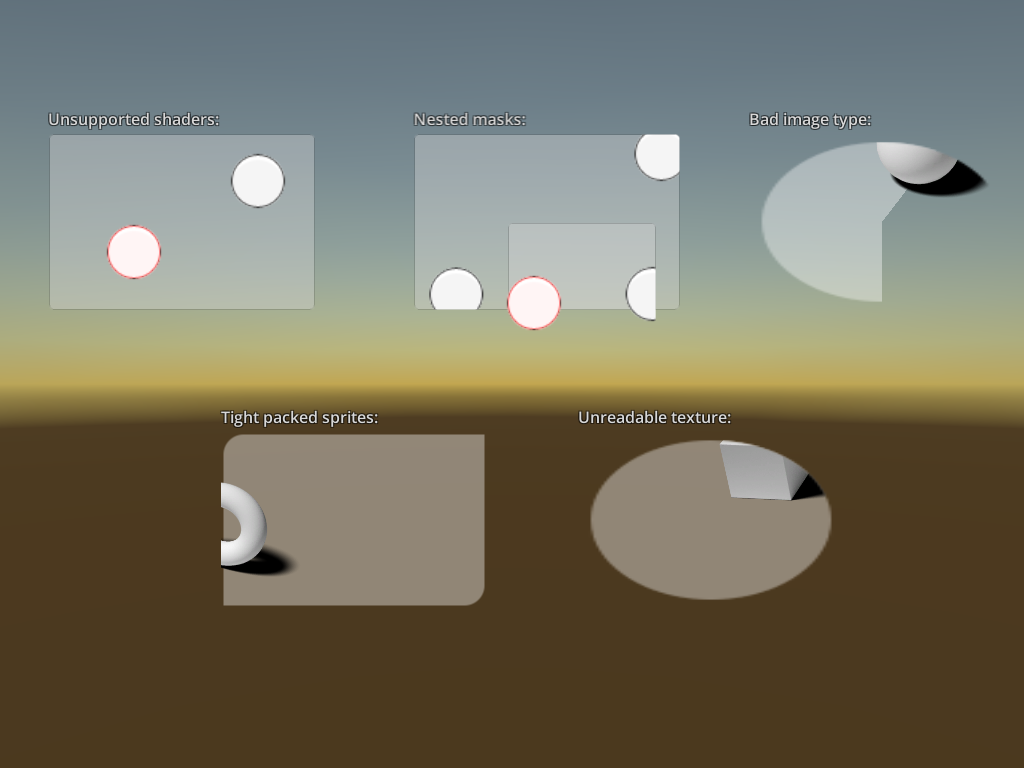 Unsupported shaders:
Nested masks:
Bad image type:
Tight packed sprites:
Unreadable texture: